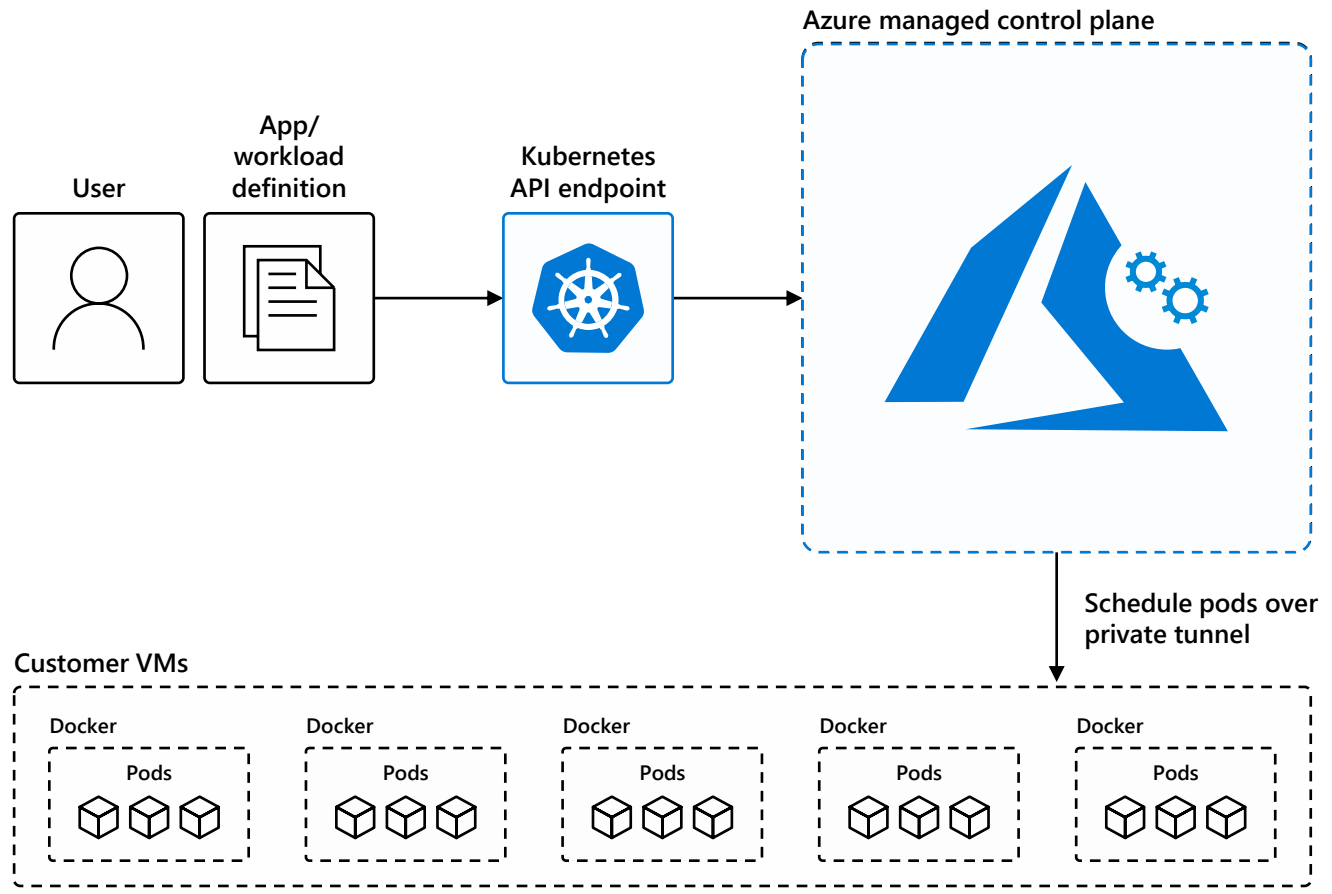 Azure managed control plane
User
App/
workload
definition
Kubernetes
API endpoint
Schedule pods over
private tunnel
Customer VMs
Docker
Docker
Docker
Docker
Docker
Pods
Pods
Pods
Pods
Pods